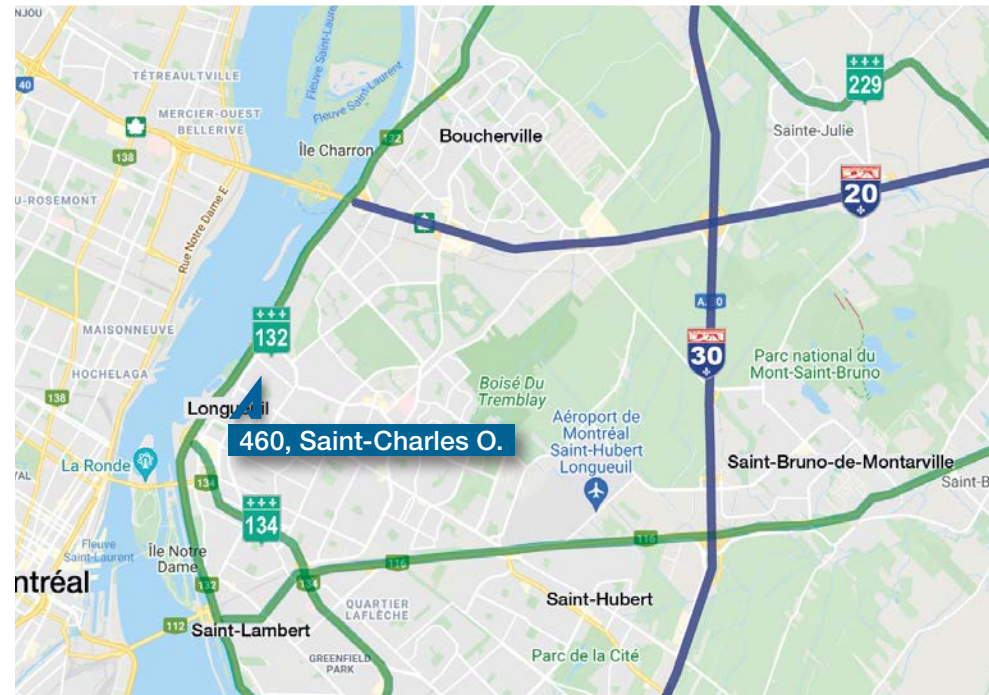 NJOU
40
TÉTREAULTVILLE
MERCIER-OUEST
BELLERIVE
138
U-ROSEMONT
Rue Notre Dame E
Fleuve Saint-Laurent
Île Charron
132
Boucherville
229
Sainte-Julie
20
MAISONNEUVE
HOCHELAGA
138
132
Longueuil
460, Saint-Charles O.
La Ronde
134
134
30
Boisé Du
Tremblay
Parc national du
Mont-Saint-Bruno
Aéroport de
Montréal
Saint-Hubert
Longueuil
Saint-Bruno-de-Montarville
Saint-B
Fleuve
Saint-Laurent
Île Notre
Dame
ntréal
132
134
116
116
112
Saint-Lambert
QUARTIER
LAFLÈCHE
GREENFIELD
PARK
Saint-Hubert
Parc de la Cité